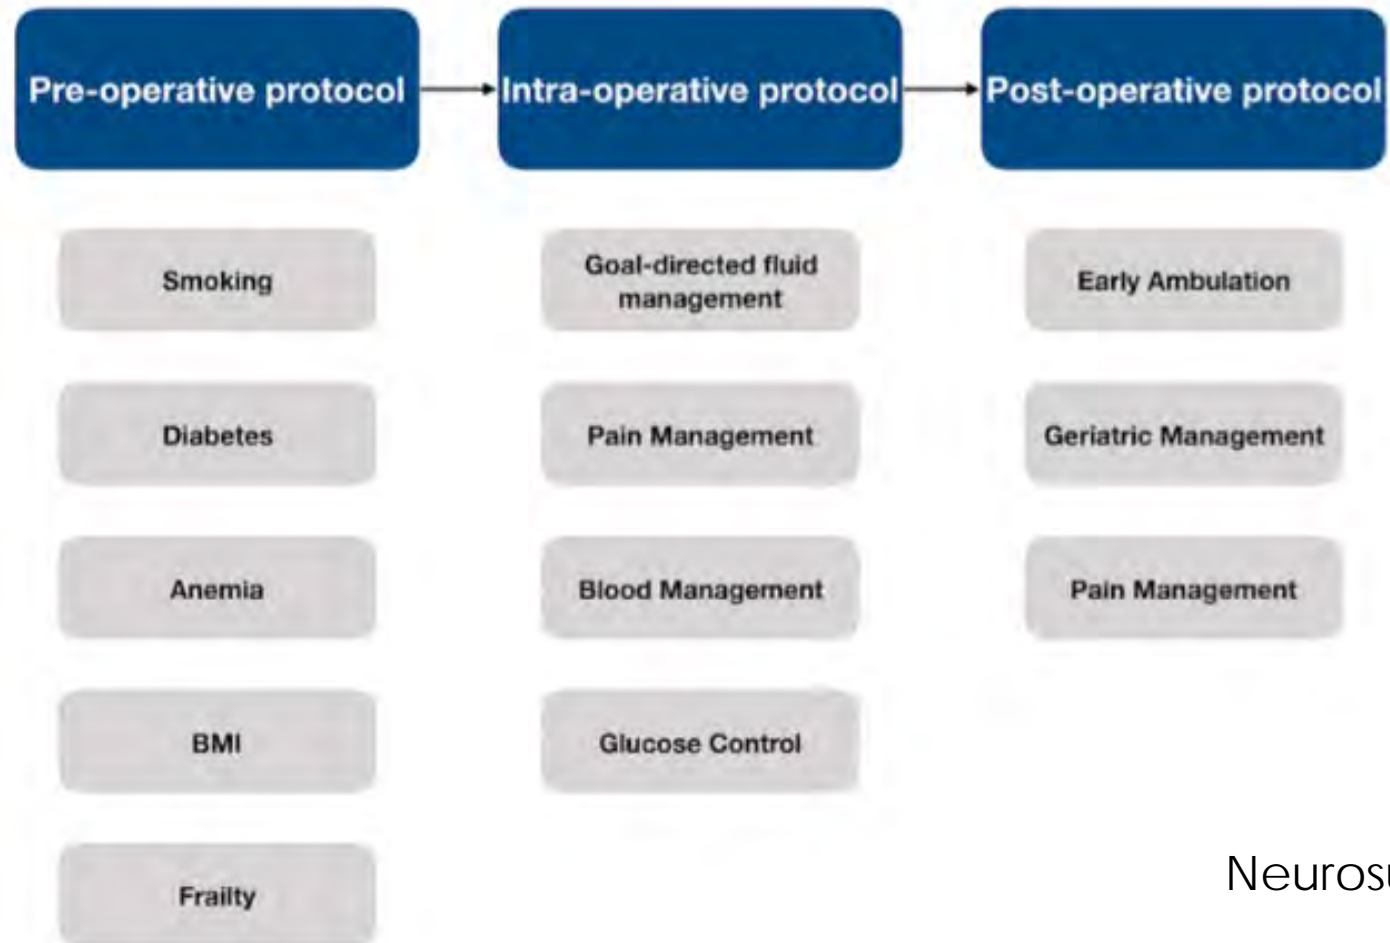 Pre-operative protocol
Intra-operative protocol
Post-operative protocol
Smoking
Goal-directed fluid
management
Early Ambulation
Diabetes
Pain Management
Geriatric Management
Anemia
Blood Management
Pain Management
BMI
Glucose Control
Frailty